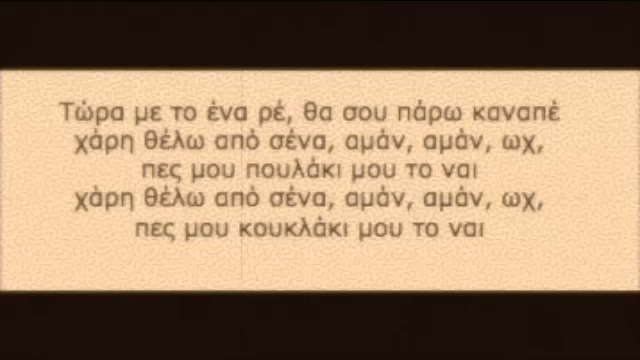 Τώρα με το ένα ρέ, θα σου πάρω καναπέ
χάρη θέλω από σένα, αμάν, αμάν, ωχ,
πες μου πουλάκι μου το ναι
χάρη θέλω από σένα, αμάν, αμάν, ωχ,
πες μου κουκλάκι μου το ναι